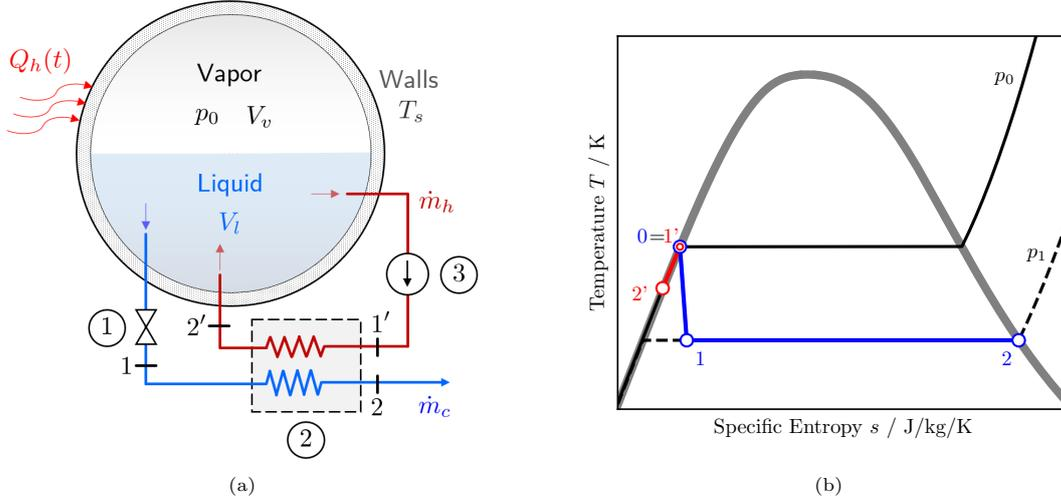 Q_h(t)
Vapor
p_0 V_v
Walls
T_s
Liquid
V_l
ṁ_h
1
3
2′
1′
1
2
ṁ_c
2
(a)
Temperature T / K
p_0
0=1'
p_1
2'
1
2
Specific Entropy s / J/kg/K
(b)